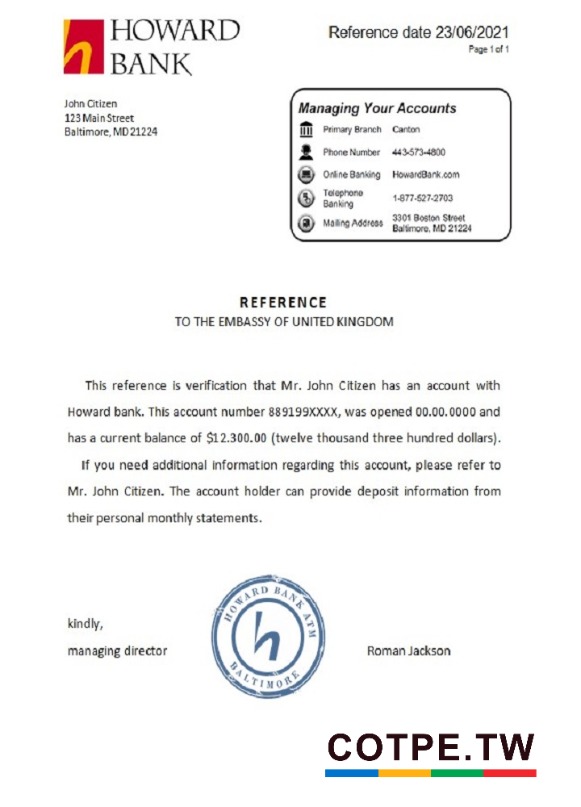 HOWARD
BANK
Reference date 23/06/2021
Page 1 of 1
John Citizen
123 Main Street
Baltimore, MD 21224
Managing Your Accounts
Primary Branch Canton
Phone Number 443-573-4800
Online Banking HowardBank.com
Telephone
Banking 1-877-527-2703
Mailing Address 3301 Boston Street
Baltimore, MD 21224
REFERENCE
TO THE EMBASSY OF UNITED KINGDOM
This reference is verification that Mr. John Citizen has an account with
Howard bank. This account number 889199XXXX, was opened 00.00.0000 and
has a current balance of $12.300.00 (twelve thousand three hundred dollars).
If you need additional information regarding this account, please refer to
Mr. John Citizen. The account holder can provide deposit information from
their personal monthly statements.
kindly,
managing director
HOWARD BANK ATM
h
BALTIMORE
Roman Jackson
COTPE.TW